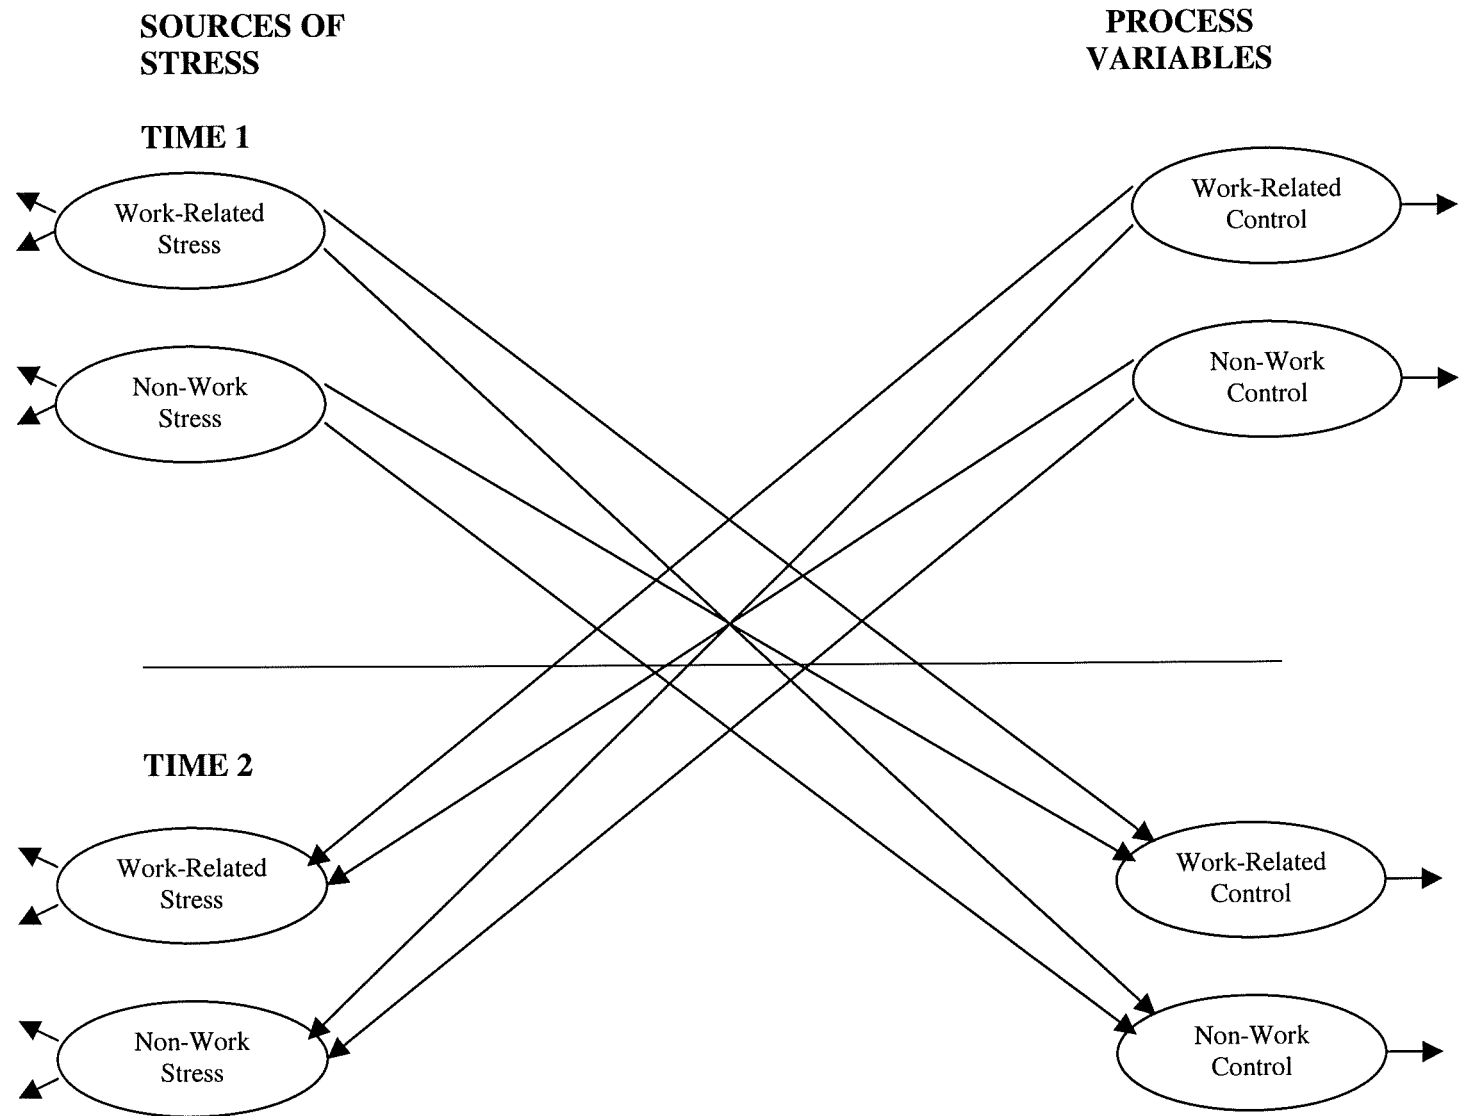 SOURCES OF
STRESS
PROCESS
VARIABLES
TIME 1
Work-Related
Stress
Work-Related
Control
Non-Work
Stress
Non-Work
Control
TIME 2
Work-Related
Stress
Work-Related
Control
Non-Work
Stress
Non-Work
Control